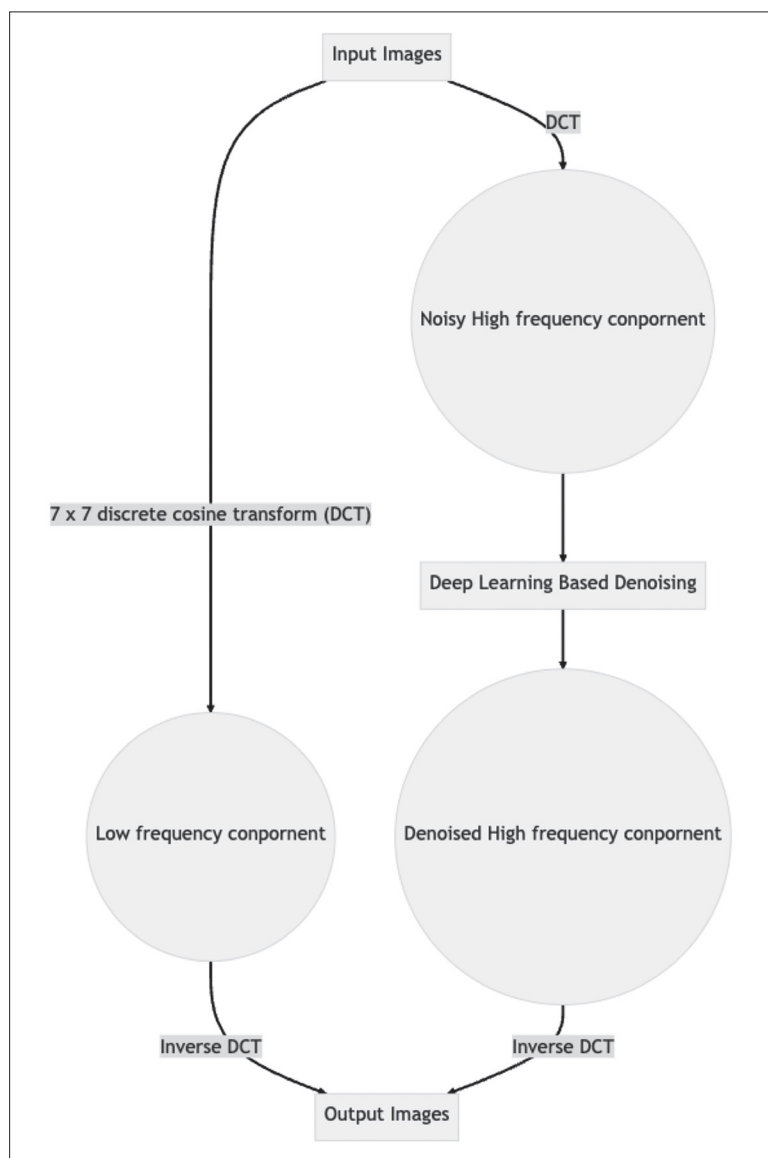 Input Images
DCT
Noisy High frequency conpornent
7 x 7 discrete cosine transform (DCT)
Deep Learning Based Denoising
Low frequency conpornent
Denoised High frequency conpornent
Inverse DCT
Inverse DCT
Output Images